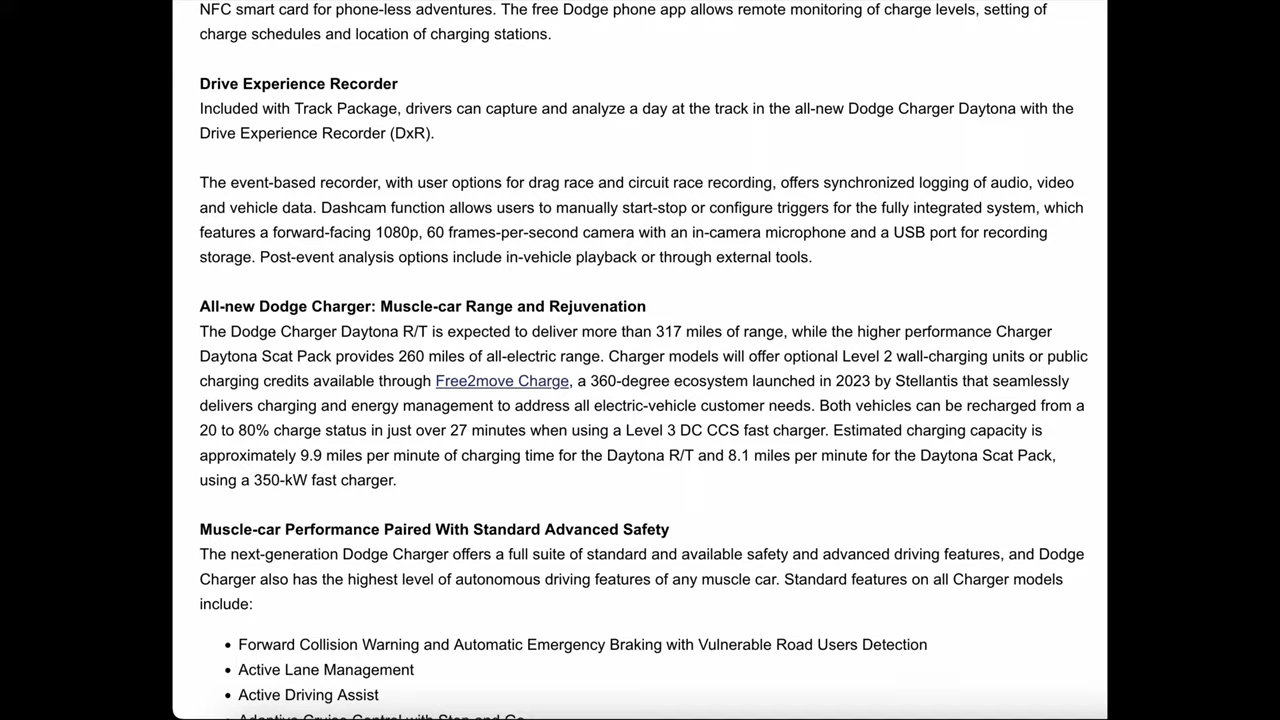 NFC smart card for phone-less adventures. The free Dodge phone app allows remote monitoring of charge levels, setting of
charge schedules and location of charging stations.
Drive Experience Recorder
Included with Track Package, drivers can capture and analyze a day at the track in the all-new Dodge Charger Daytona with the
Drive Experience Recorder (DxR).
The event-based recorder, with user options for drag race and circuit race recording, offers synchronized logging of audio, video
and vehicle data. Dashcam function allows users to manually start-stop or configure triggers for the fully integrated system, which
features a forward-facing 1080p, 60 frames-per-second camera with an in-camera microphone and a USB port for recording
storage. Post-event analysis options include in-vehicle playback or through external tools.
All-new Dodge Charger: Muscle-car Range and Rejuvenation
The Dodge Charger Daytona R/T is expected to deliver more than 317 miles of range, while the higher performance Charger
Daytona Scat Pack provides 260 miles of all-electric range. Charger models will offer optional Level 2 wall-charging units or public
charging credits available through Free2move Charge, a 360-degree ecosystem launched in 2023 by Stellantis that seamlessly
delivers charging and energy management to address all electric-vehicle customer needs. Both vehicles can be recharged from a
20 to 80% charge status in just over 27 minutes when using a Level 3 DC CCS fast charger. Estimated charging capacity is
approximately 9.9 miles per minute of charging time for the Daytona R/T and 8.1 miles per minute for the Daytona Scat Pack,
using a 350-kW fast charger.
Muscle-car Performance Paired With Standard Advanced Safety
The next-generation Dodge Charger offers a full suite of standard and available safety and advanced driving features, and Dodge
Charger also has the highest level of autonomous driving features of any muscle car. Standard features on all Charger models
include:
• Forward Collision Warning and Automatic Emergency Braking with Vulnerable Road Users Detection
• Active Lane Management
• Active Driving Assist
• Adaptive Cruise Control with Stop and Go